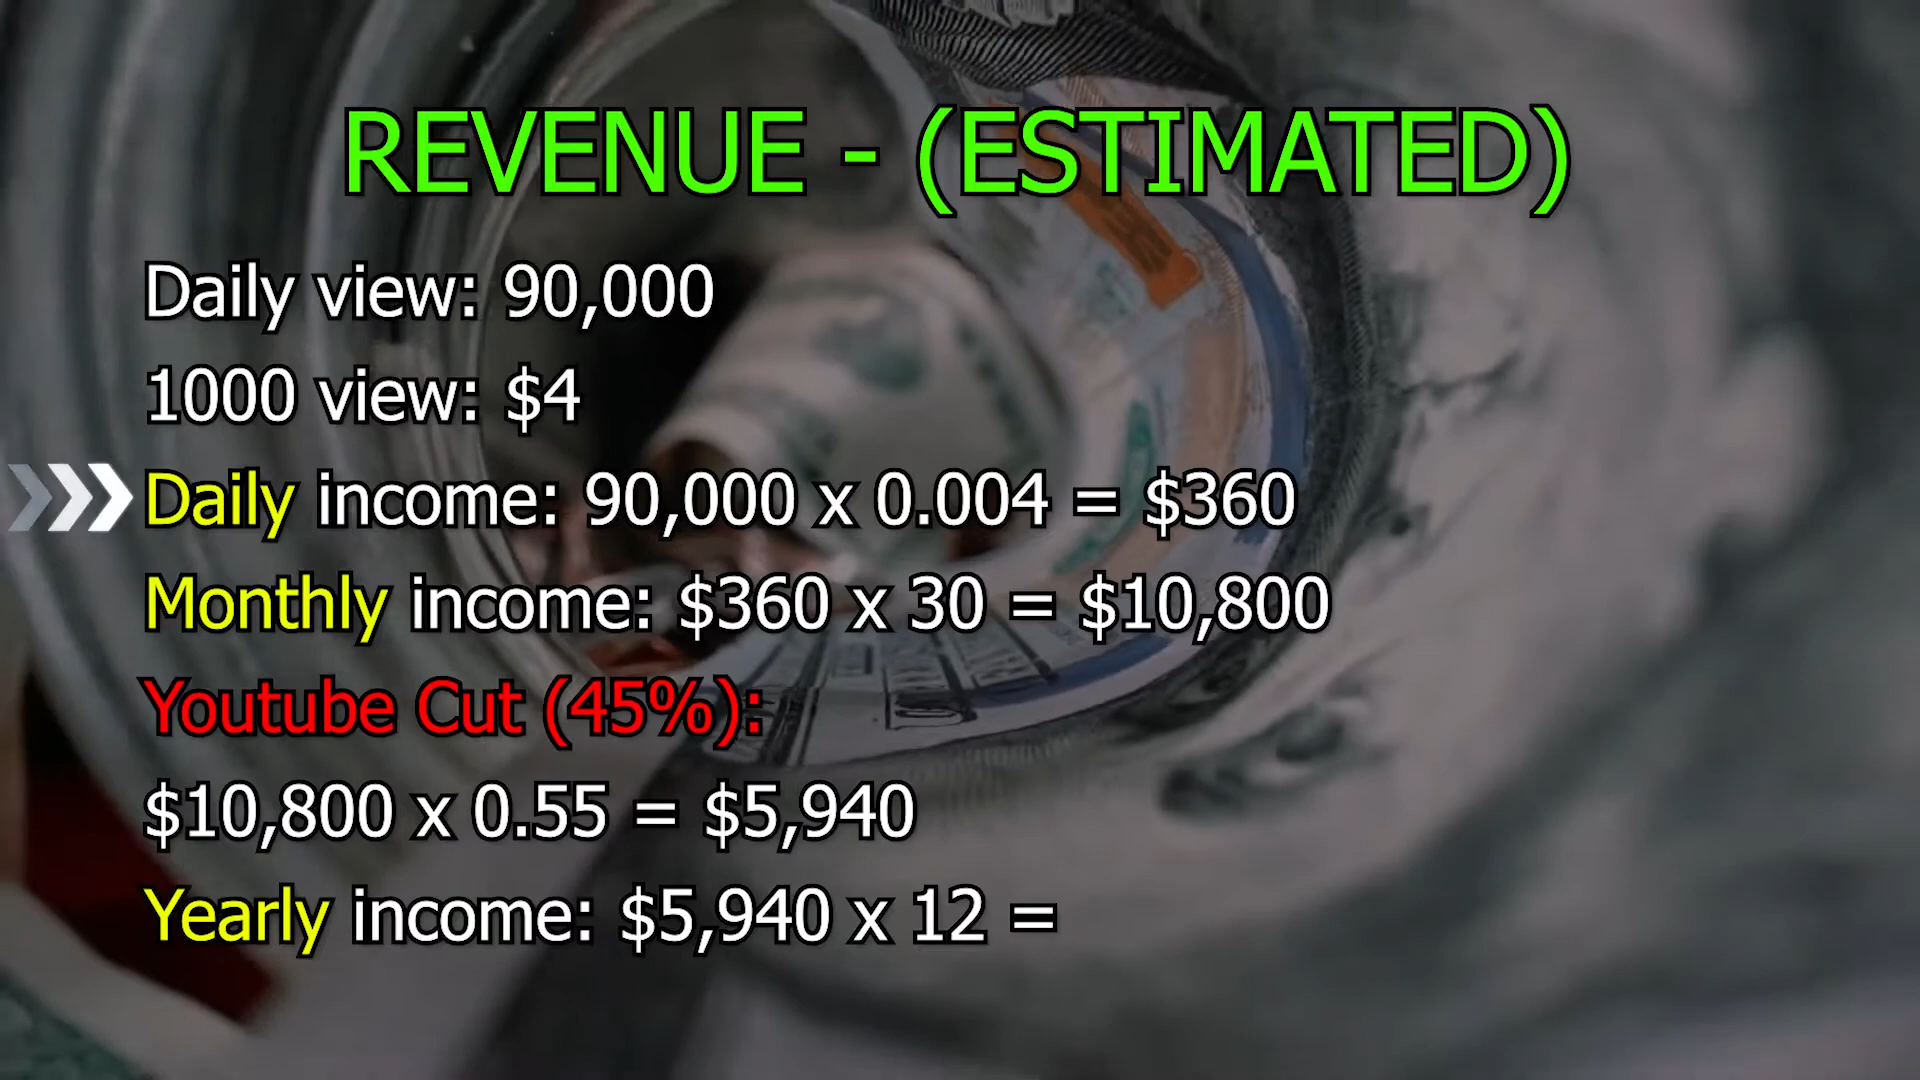 REVENUE - (ESTIMATED)
Daily view: 90,000
1000 view: $4
Daily income: 90,000 x 0.004 = $360
Monthly income: $360 x 30 = $10,800
Youtube Cut (45%):
$10,800 x 0.55 = $5,940
Yearly income: $5,940 x 12 =